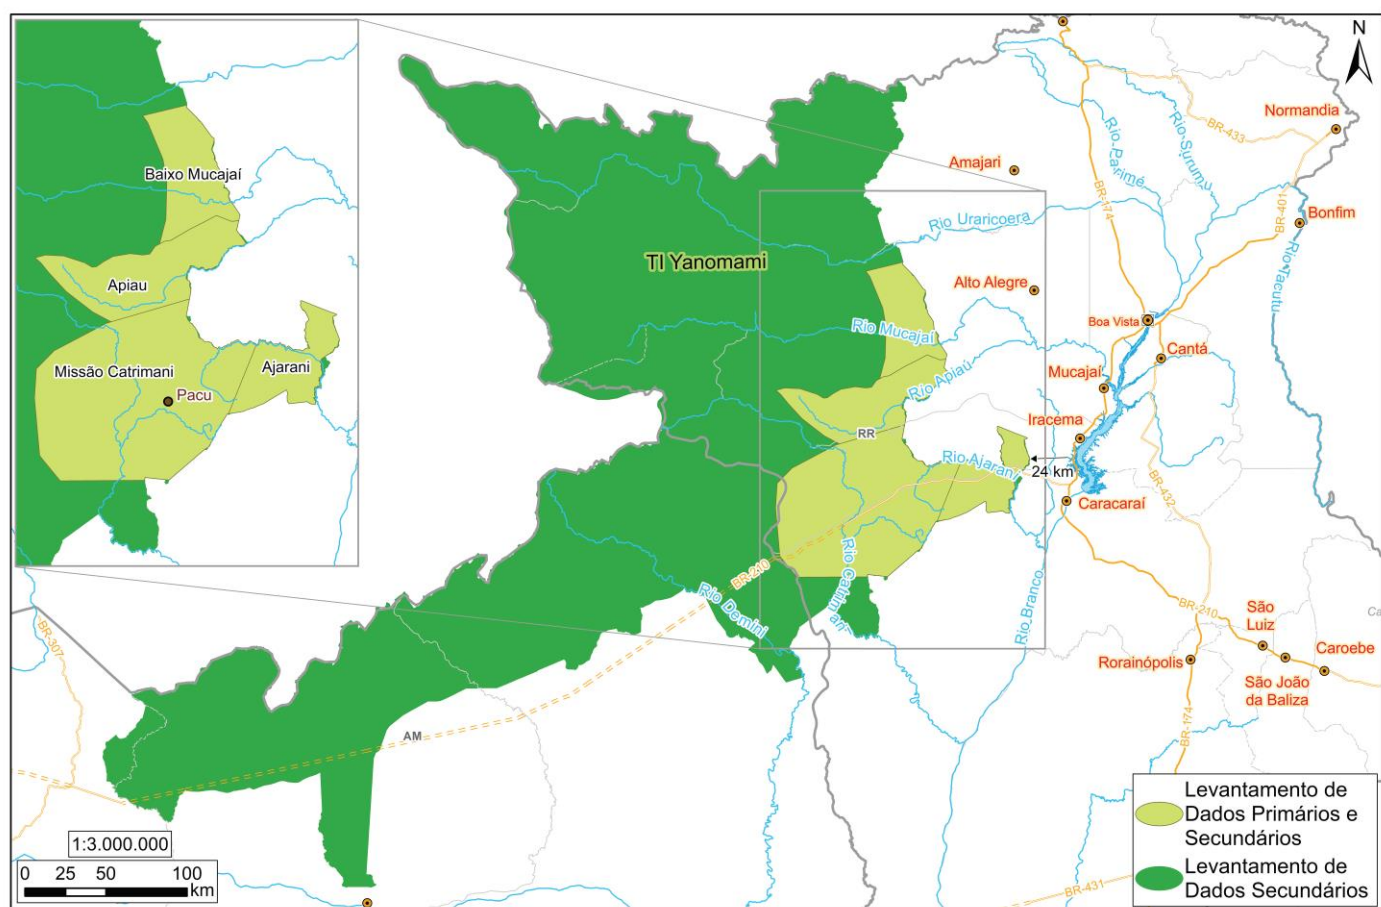 N
Normandia
BR-433
Rio Surumu
Rio Parimé
Amajari
BR-174
BR-401
Bonfim
Baixo Mucajaí
Rio Uraricoera
Rio Tacutu
TI Yanomami
Alto Alegre
Apiau
Boa Vista
Rio Mucajaí
Cantá
Missão Catrimani
Ajarani
Rio Apiaú
Mucajaí
Pacu
Iracema
RR
Rio Ajaraní
24 km
BR-432
Caracaraí
Rio Catrimani
BR-210
Rio Demini
Rio Branco
BR-210
BR-307
São
Luiz
Caroebe
Rorainópolis
São João
da Baliza
BR-174
AM
Levantamento de
Dados Primários e
Secundários
Levantamento de
Dados Secundários
1:3.000.000
0 25 50 100
km
BR-431